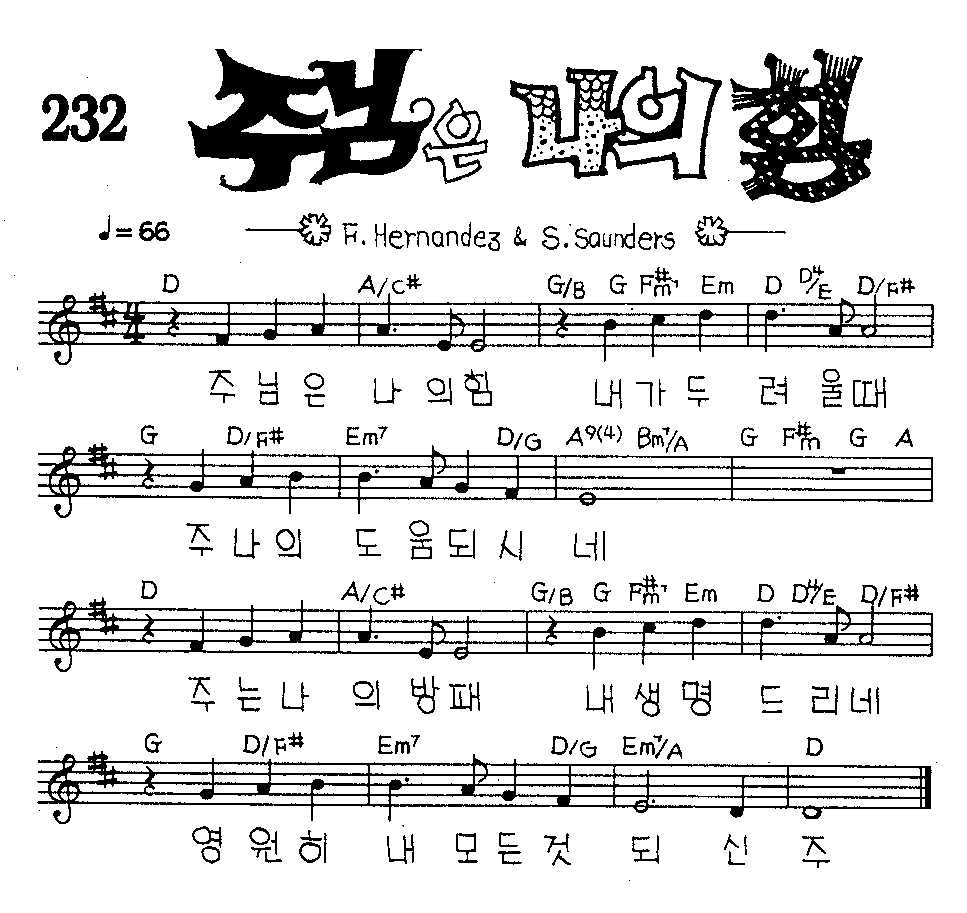 232 주님은 나의 힘
♩= 66
F. Hernandez & S. Saunders
D A/C# G/B G F#m7 Em D D4/E D/F#
주 님 은 나 의 힘 내 가 두 려 울 때
G D/F# Em7 D/G A9(4) Bm7/A G F#m G A
주 나 의 도 움 되 시 네
D A/C# G/B G F#m7 Em D D4/E D/F#
주 는 나 의 방 패 내 생 명 드 리 네
G D/F# Em7 D/G Em7/A D
영 원 히 내 모 든 것 되 신 주